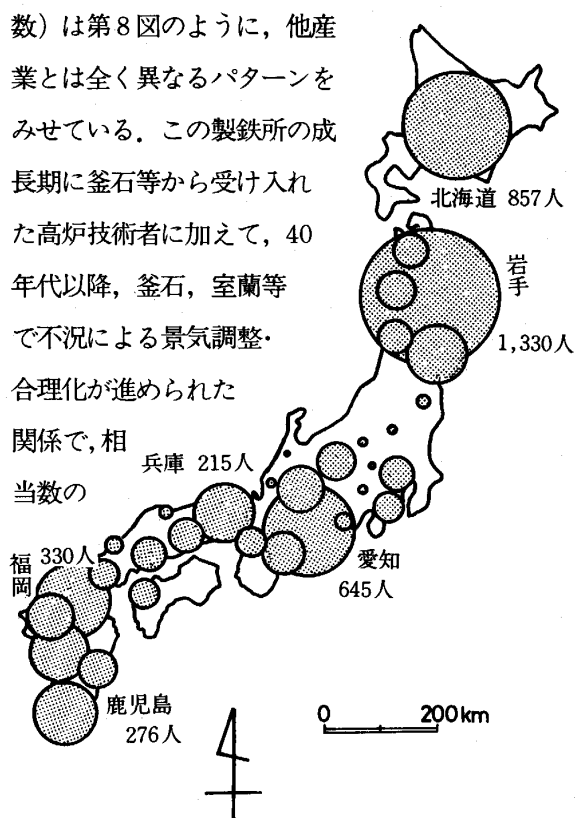 数）は第8図のように，他産
業とは全く異なるパターンを
みせている．この製鉄所の成
長期に釜石等から受け入れ
た高炉技術者に加えて，40
年代以降，釜石，室蘭等
で不況による景気調整・
合理化が進められた
関係で，相
当数の
北海道 857人
岩手
1,330人
兵庫 215人
愛知
645人
福岡
330人
鹿児島
276人
0 200km